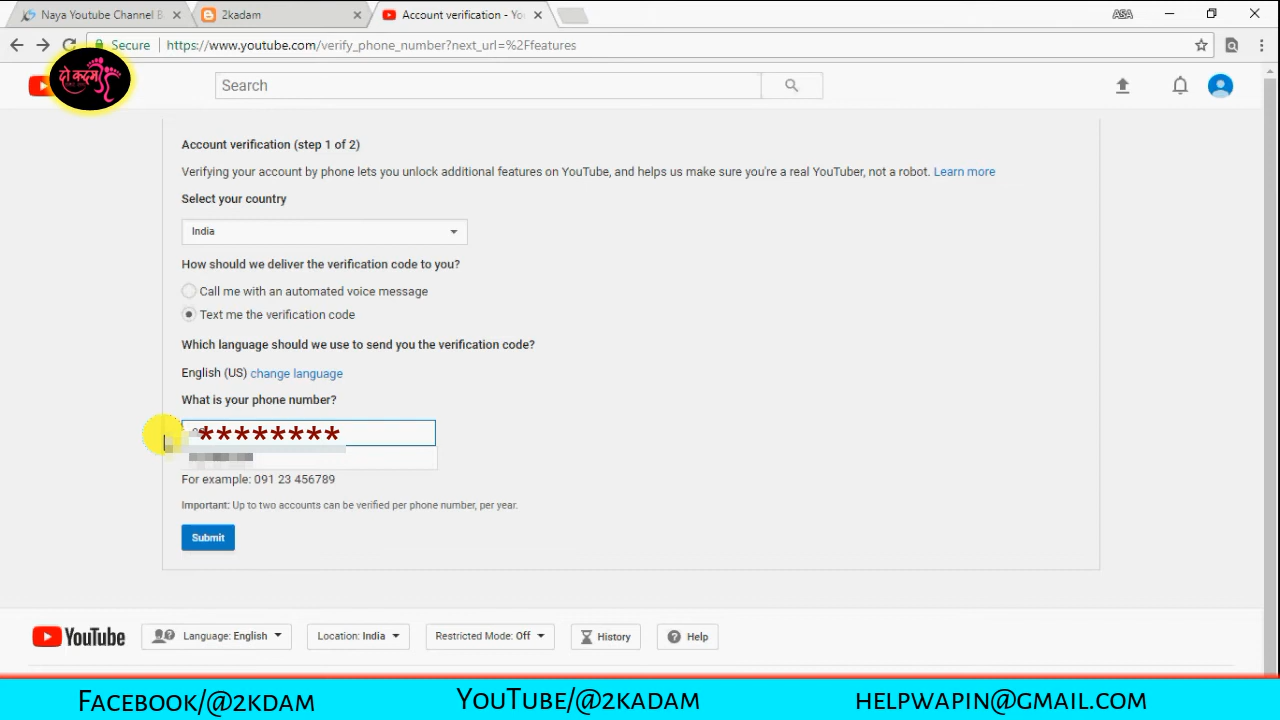 Naya Youtube Channel B
2kadam
Account verification - Yo
ASA
Secure
https://www.youtube.com/verify_phone_number?next_url=%2Ffeatures
दो कदम
Search
Account verification (step 1 of 2)
Verifying your account by phone lets you unlock additional features on YouTube, and helps us make sure you're a real YouTuber, not a robot. Learn more
Select your country
India
How should we deliver the verification code to you?
Call me with an automated voice message
Text me the verification code
Which language should we use to send you the verification code?
English (US) change language
What is your phone number?
********
For example: 091 23 456789
Important: Up to two accounts can be verified per phone number, per year.
Submit
YouTube
Language: English
Location: India
Restricted Mode: Off
History
Help
Facebook/@2kdam
YouTube/@2kadam
helpwapin@gmail.com